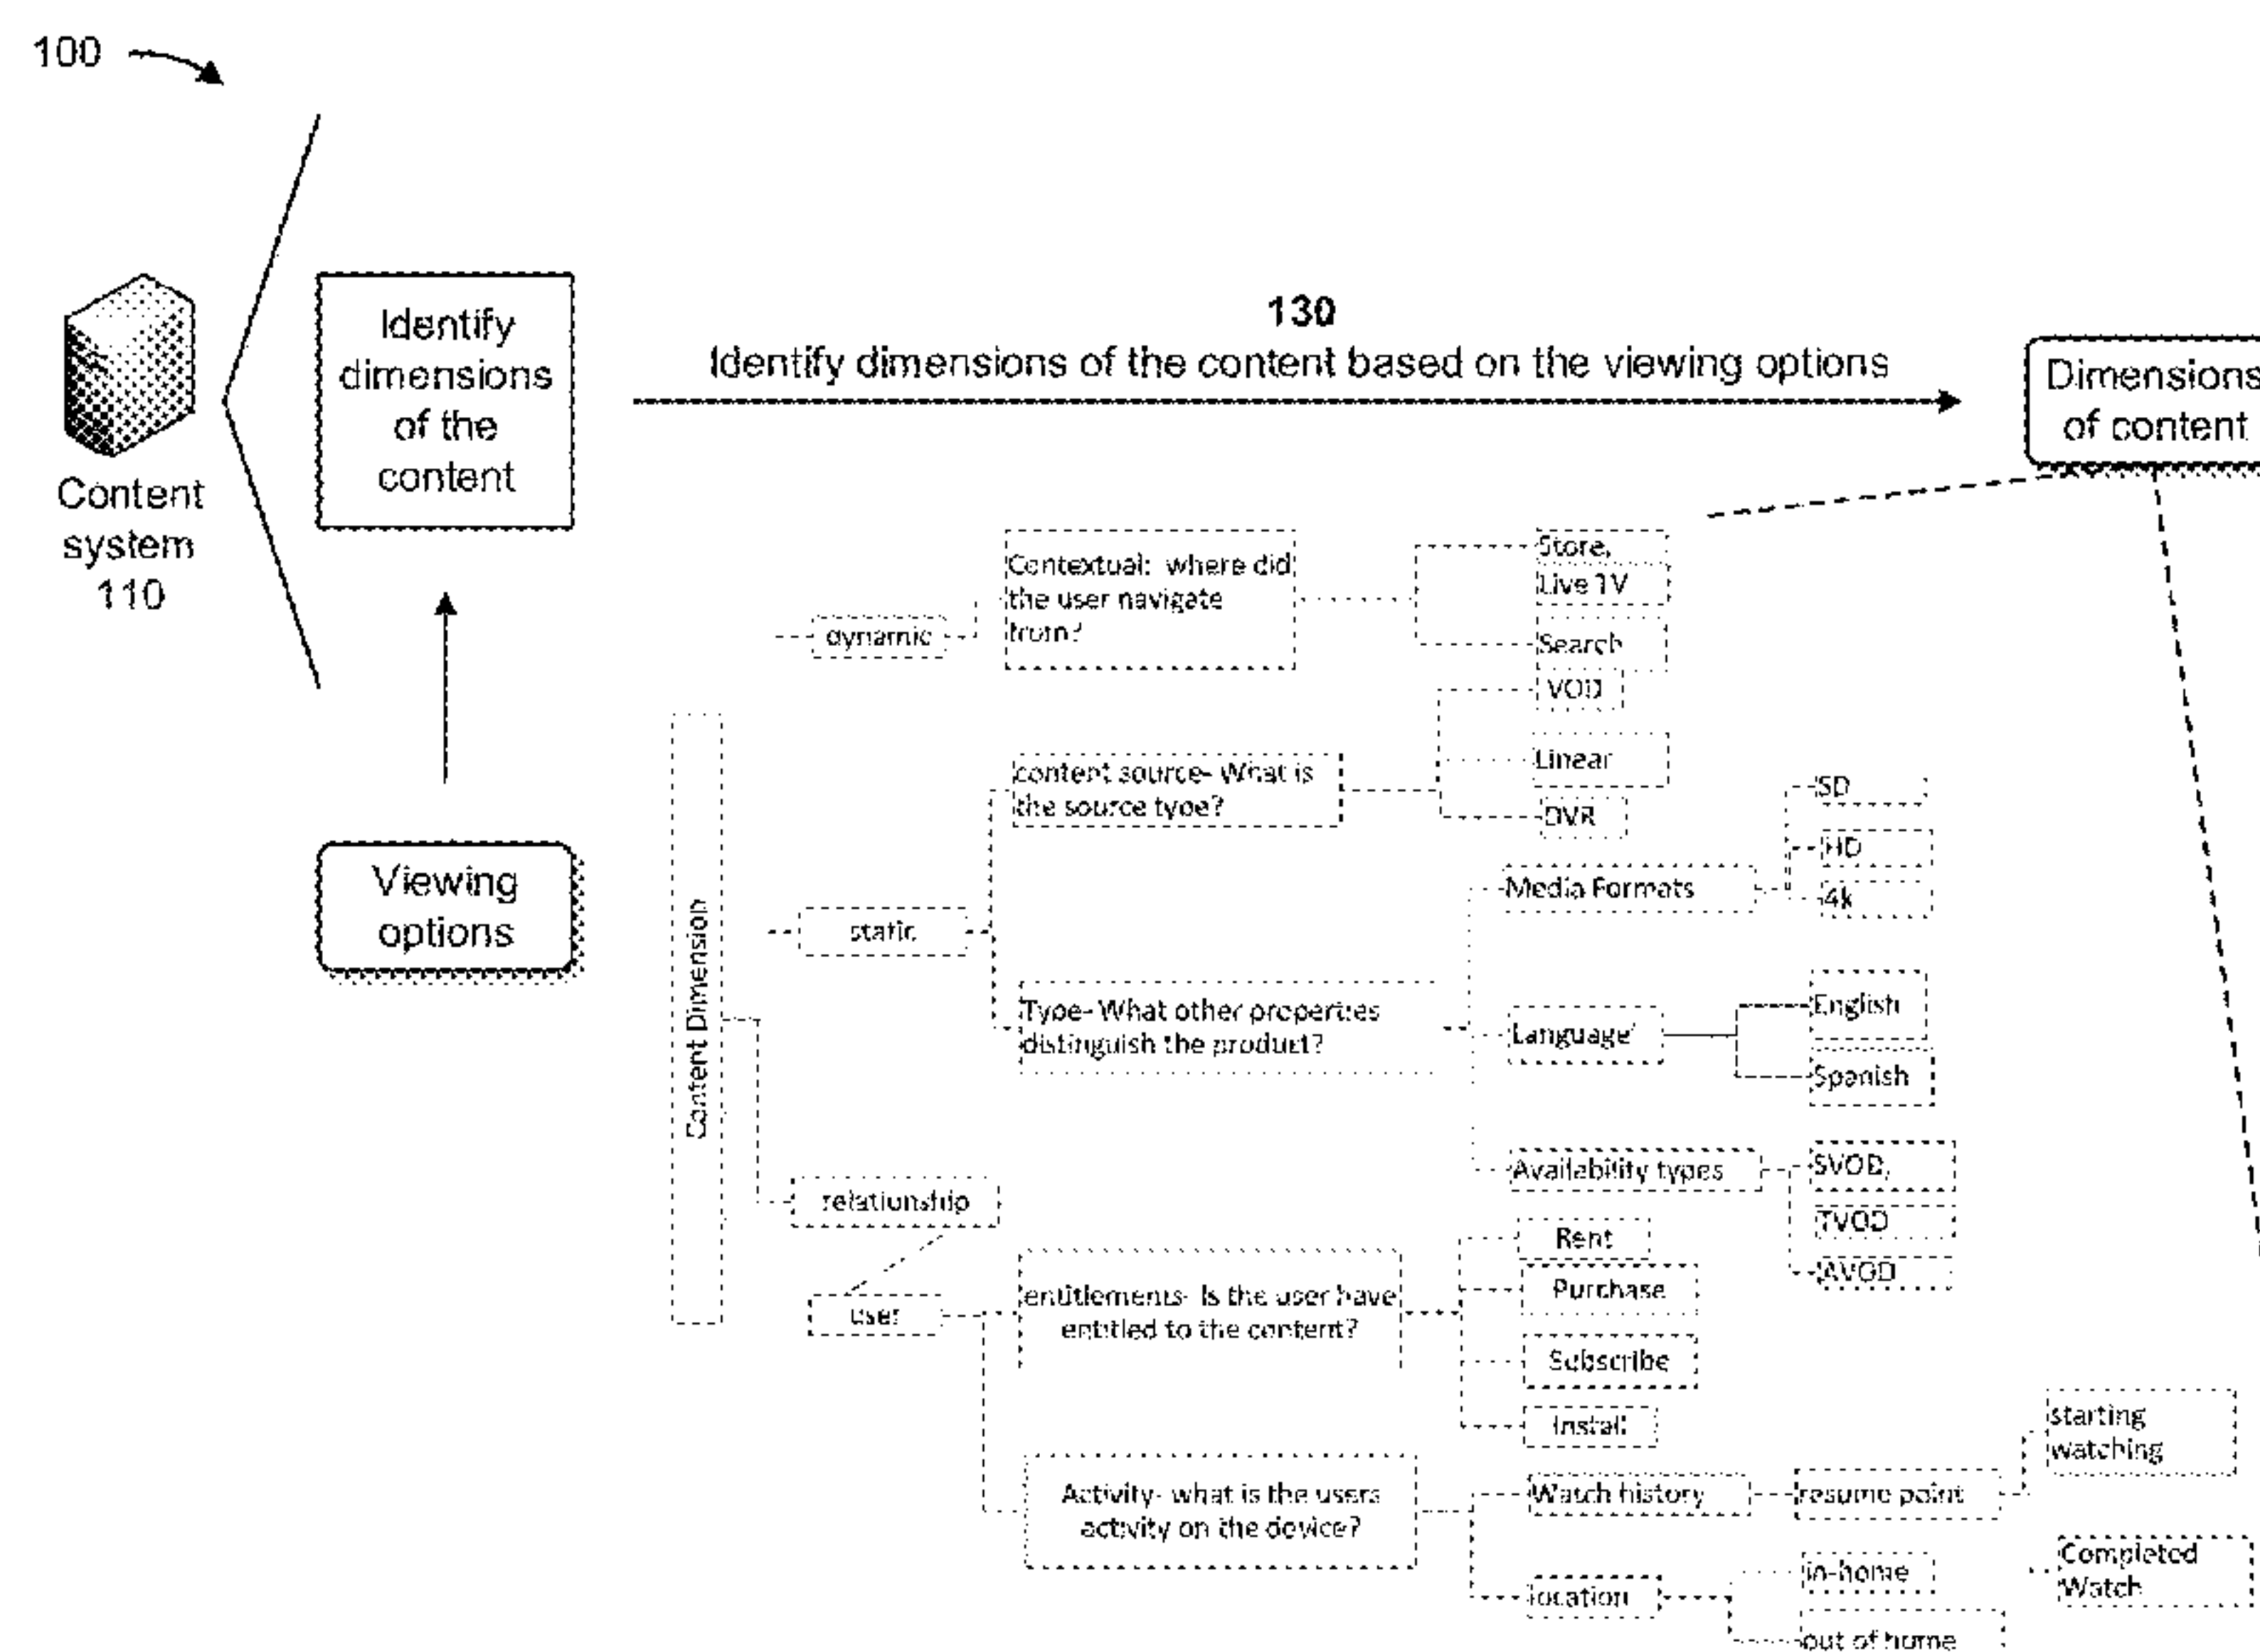 100
Content
system
110
Identify
dimensions
of the
content
Viewing
options
130
Identify dimensions of the content based on the viewing options
Dimensions
of content
Content Dimension
dynamic
Contextual: where did
the user navigate
from?
Store,
Live TV
Search
static
content source- What is
the source type?
VOD
Linear
DVR
Type- What other properties
distinguish the product?
Media Formats
SD
HD
4k
Language
English
Spanish
Availability types
SVOD,
TVOD
AVOD
relationship
user
entitlements- Is the user have
entitled to the content?
Rent
Purchase
Subscribe
Install
Activity- what is the users
activity on the device?
Watch history
resume point
starting
watching
Completed
Watch
location
in-home
out of home